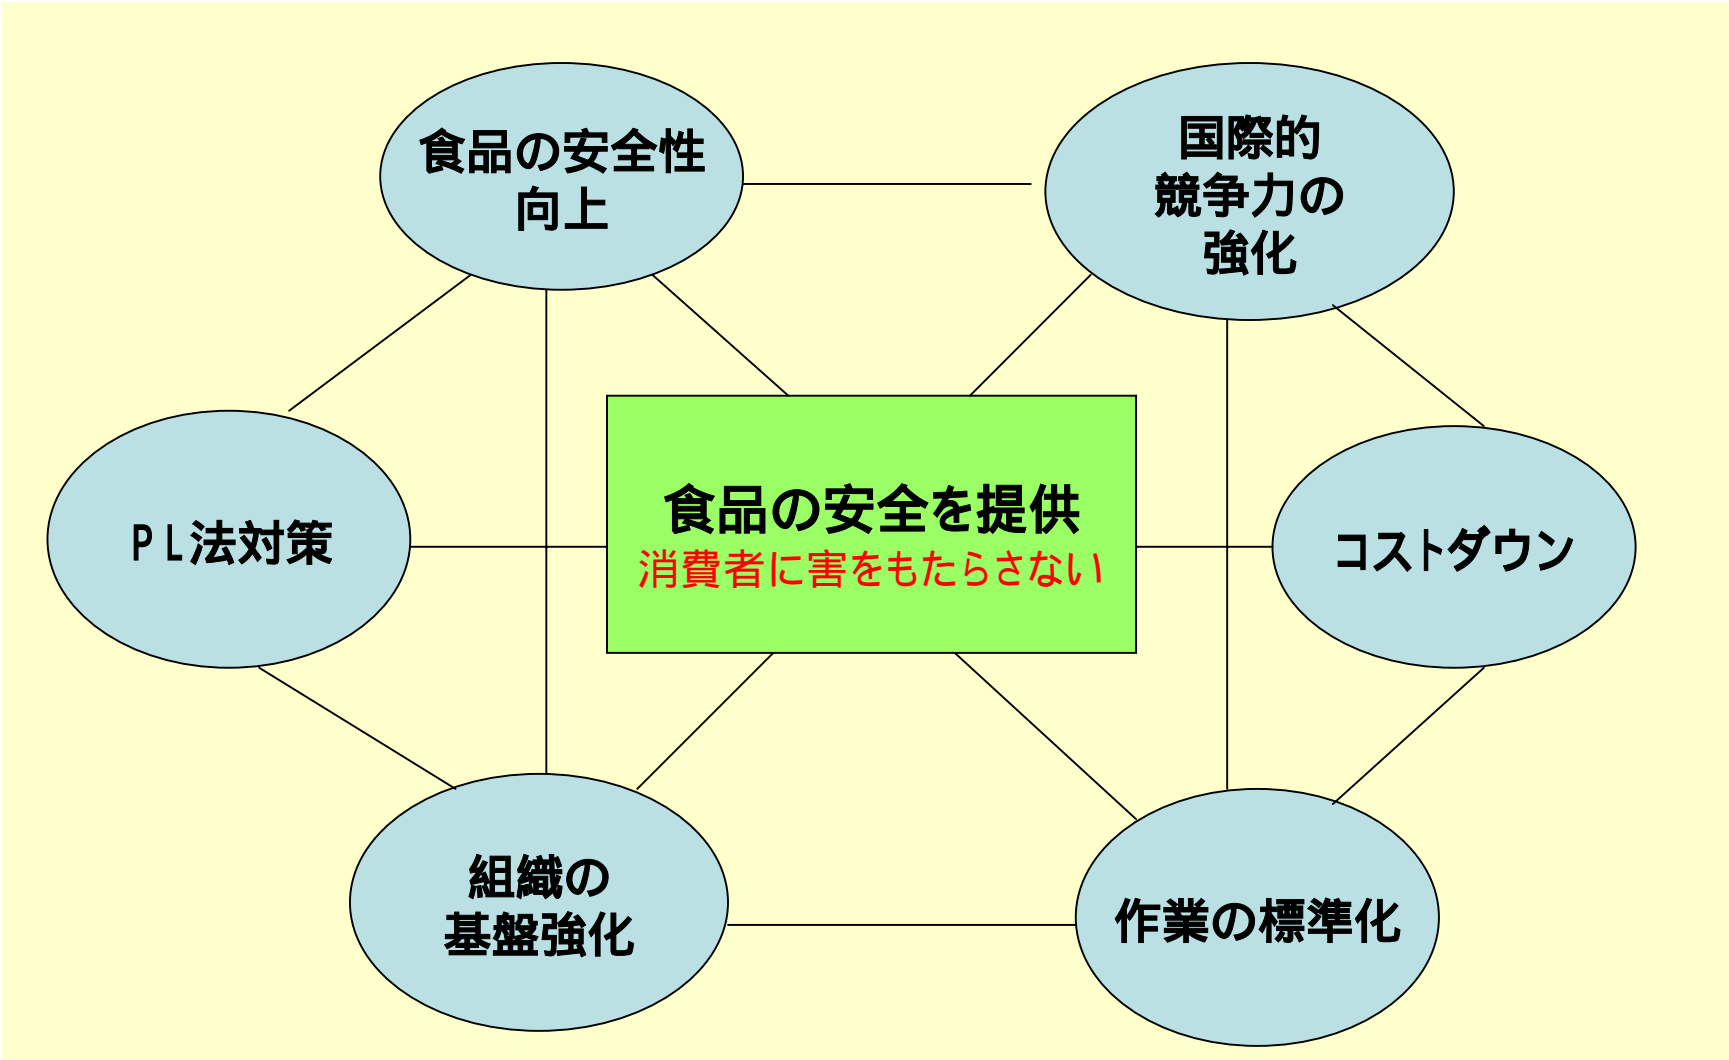 食品の安全性
向上
国際的
競争力の
強化
食品の安全を提供
消費者に害をもたらさない
ＰＬ法対策
コストダウン
組織の
基盤強化
作業の標準化